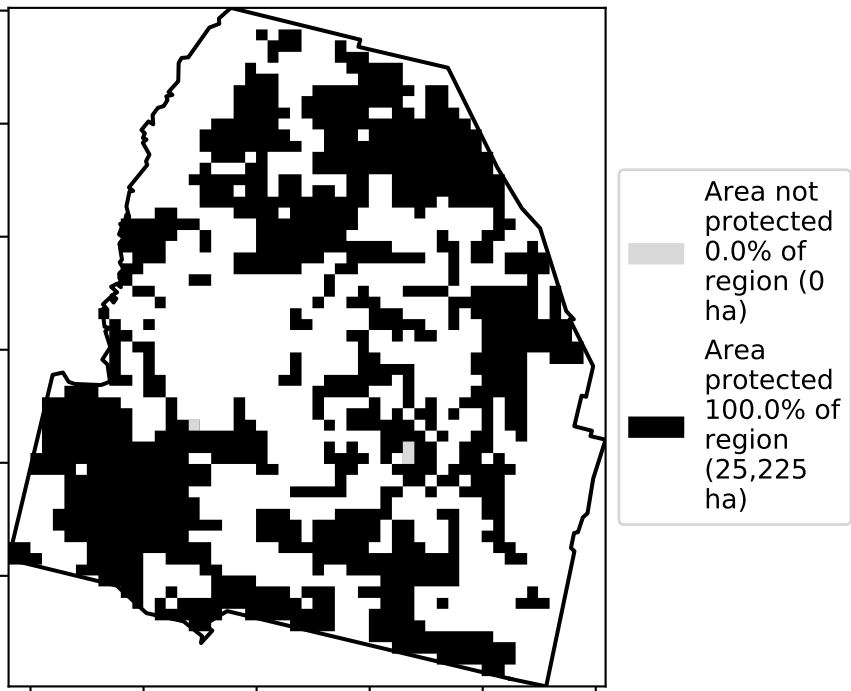 Area not
protected
0.0% of
region (0
ha)
Area
protected
100.0% of
region
(25,225
ha)